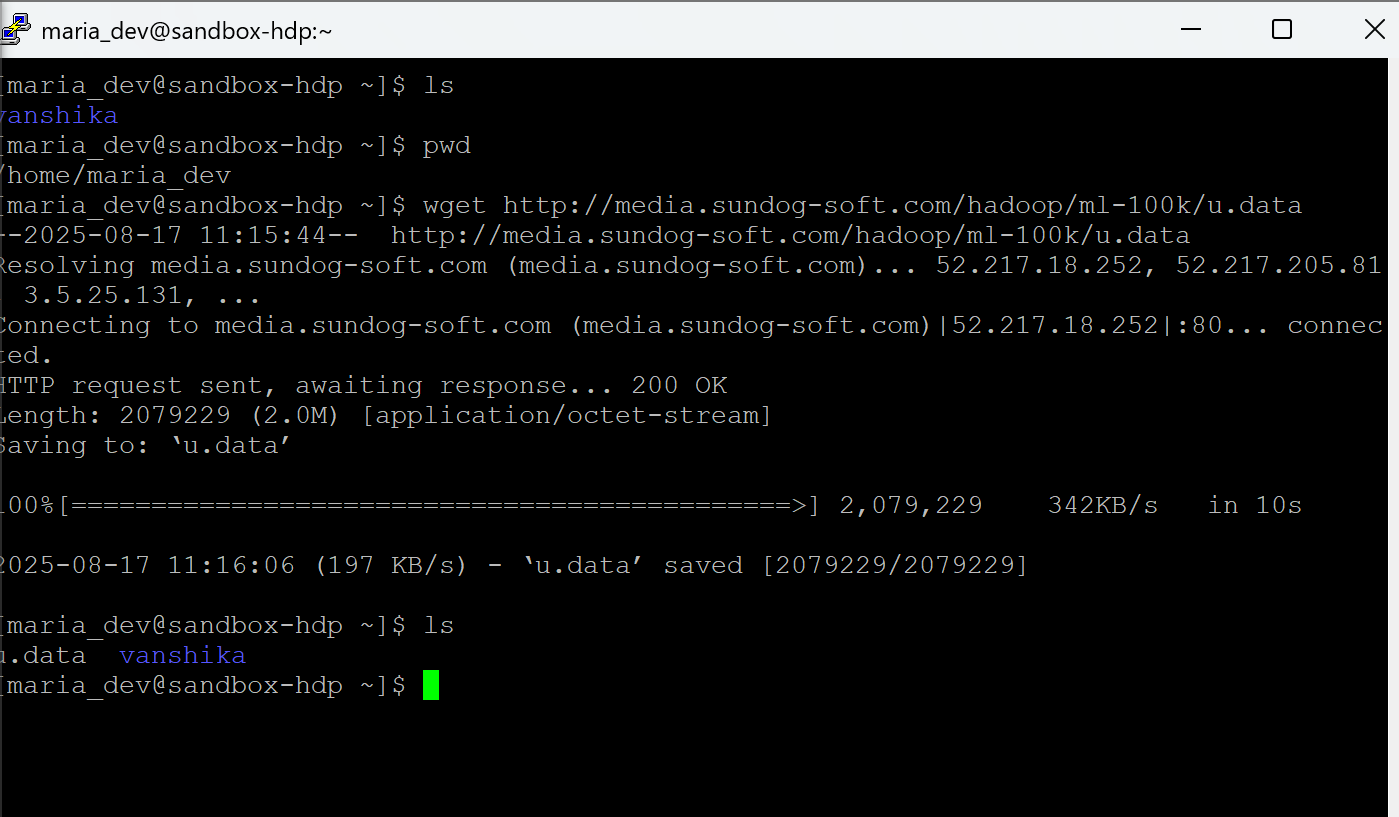 maria_dev@sandbox-hdp:~
[maria_dev@sandbox-hdp ~]$ ls
vanshika
[maria_dev@sandbox-hdp ~]$ pwd
/home/maria_dev
[maria_dev@sandbox-hdp ~]$ wget http://media.sundog-soft.com/hadoop/ml-100k/u.data
--2025-08-17 11:15:44--  http://media.sundog-soft.com/hadoop/ml-100k/u.data
Resolving media.sundog-soft.com (media.sundog-soft.com)... 52.217.18.252, 52.217.205.81
 3.5.25.131, ...
Connecting to media.sundog-soft.com (media.sundog-soft.com)|52.217.18.252|:80... connec
ted.
HTTP request sent, awaiting response... 200 OK
Length: 2079229 (2.0M) [application/octet-stream]
Saving to: ‘u.data’
100%[=============================================>] 2,079,229    342KB/s   in 10s
2025-08-17 11:16:06 (197 KB/s) - ‘u.data’ saved [2079229/2079229]
[maria_dev@sandbox-hdp ~]$ ls
u.data  vanshika
[maria_dev@sandbox-hdp ~]$